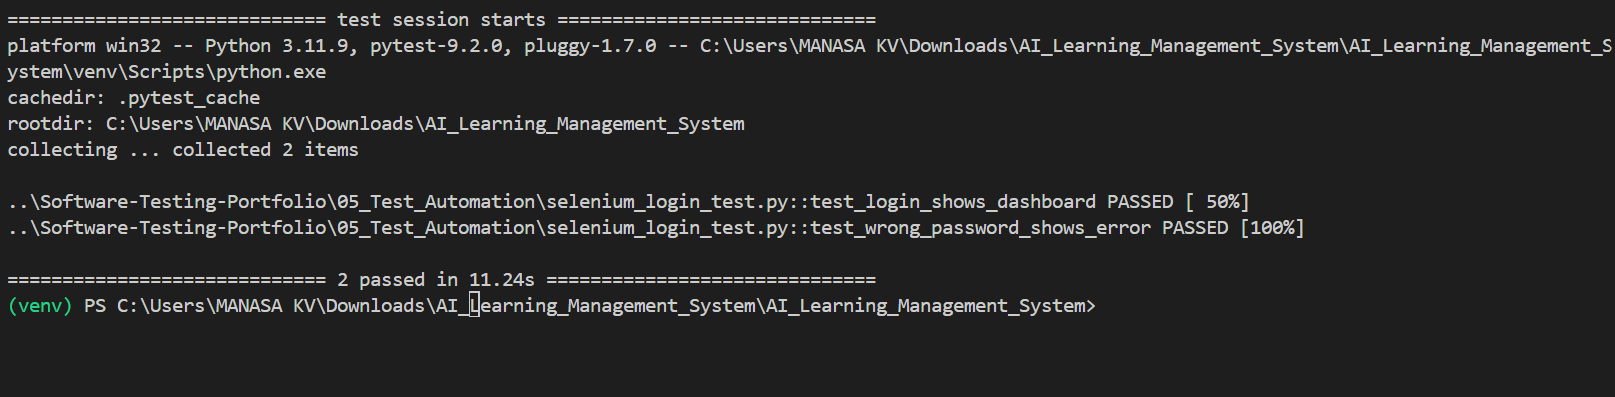 ============================= test session starts =============================
platform win32 -- Python 3.11.9, pytest-9.2.0, pluggy-1.7.0 -- C:\Users\MANASA KV\Downloads\AI_Learning_Management_System\AI_Learning_Management_S
ystem\venv\Scripts\python.exe
cachedir: .pytest_cache
rootdir: C:\Users\MANASA KV\Downloads\AI_Learning_Management_System
collecting ... collected 2 items
..\Software-Testing-Portfolio\05_Test_Automation\selenium_login_test.py::test_login_shows_dashboard PASSED [ 50%]
..\Software-Testing-Portfolio\05_Test_Automation\selenium_login_test.py::test_wrong_password_shows_error PASSED [100%]
============================= 2 passed in 11.24s ==============================
(venv) PS C:\Users\MANASA KV\Downloads\AI_Learning_Management_System\AI_Learning_Management_System>